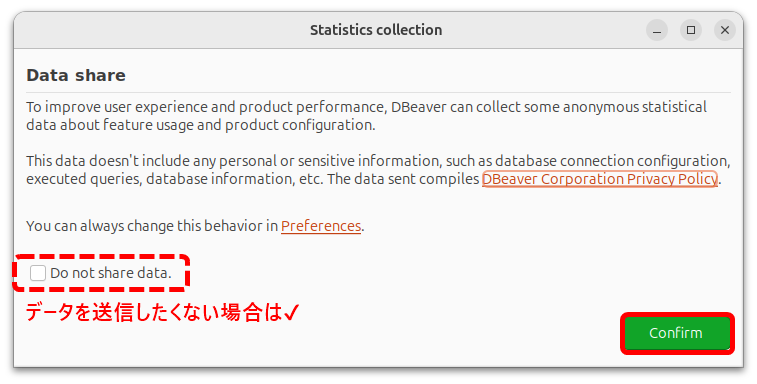 Statistics collection
Data share
To improve user experience and product performance, DBeaver can collect some anonymous statistical
data about feature usage and product configuration.
This data doesn't include any personal or sensitive information, such as database connection configuration,
executed queries, database information, etc. The data sent compiles DBeaver Corporation Privacy Policy.
You can always change this behavior in Preferences.
Do not share data.
データを送信したくない場合は✓
Confirm